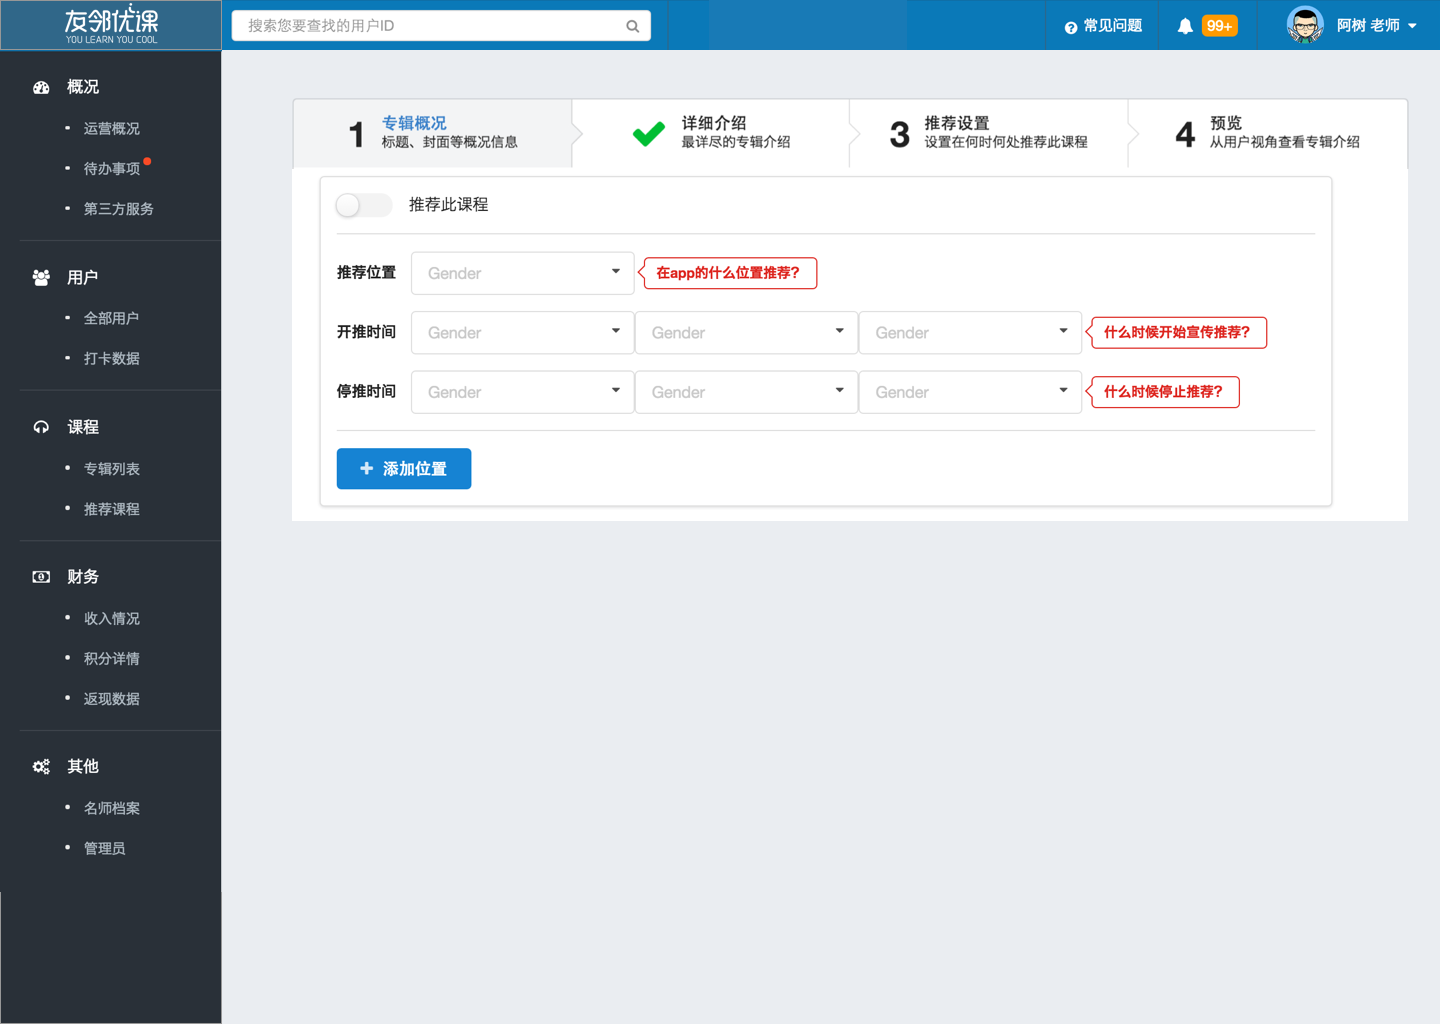 友邻优课
YOU LEARN YOU COOL
搜索您要查找的用户ID
常见问题
99+
阿树 老师
概况
运营概况
待办事项
第三方服务
用户
全部用户
打卡数据
课程
专辑列表
推荐课程
财务
收入情况
积分详情
返现数据
其他
名师档案
管理员
1
专辑概况
标题、封面等概况信息
详细介绍
最详尽的专辑介绍
3
推荐设置
设置在何时何处推荐此课程
4
预览
从用户视角查看专辑介绍
推荐此课程
推荐位置 Gender 在app的什么位置推荐?
开推时间 Gender Gender Gender 什么时候开始宣传推荐?
停推时间 Gender Gender Gender 什么时候停止推荐?
添加位置